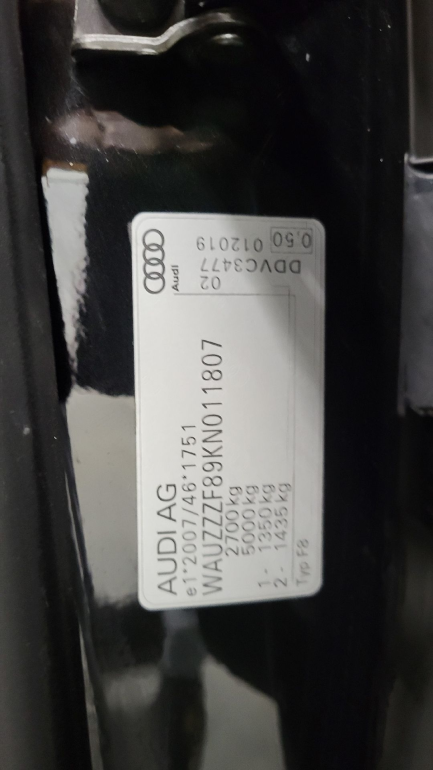 AUDI AG
e1*2007/46*1751
WAUZZZF89KN011807
2700 kg
5000 kg
1 - 1350 kg
2 - 1435 kg
Typ F8
Audi
02
DDVC3477
012019 0,50